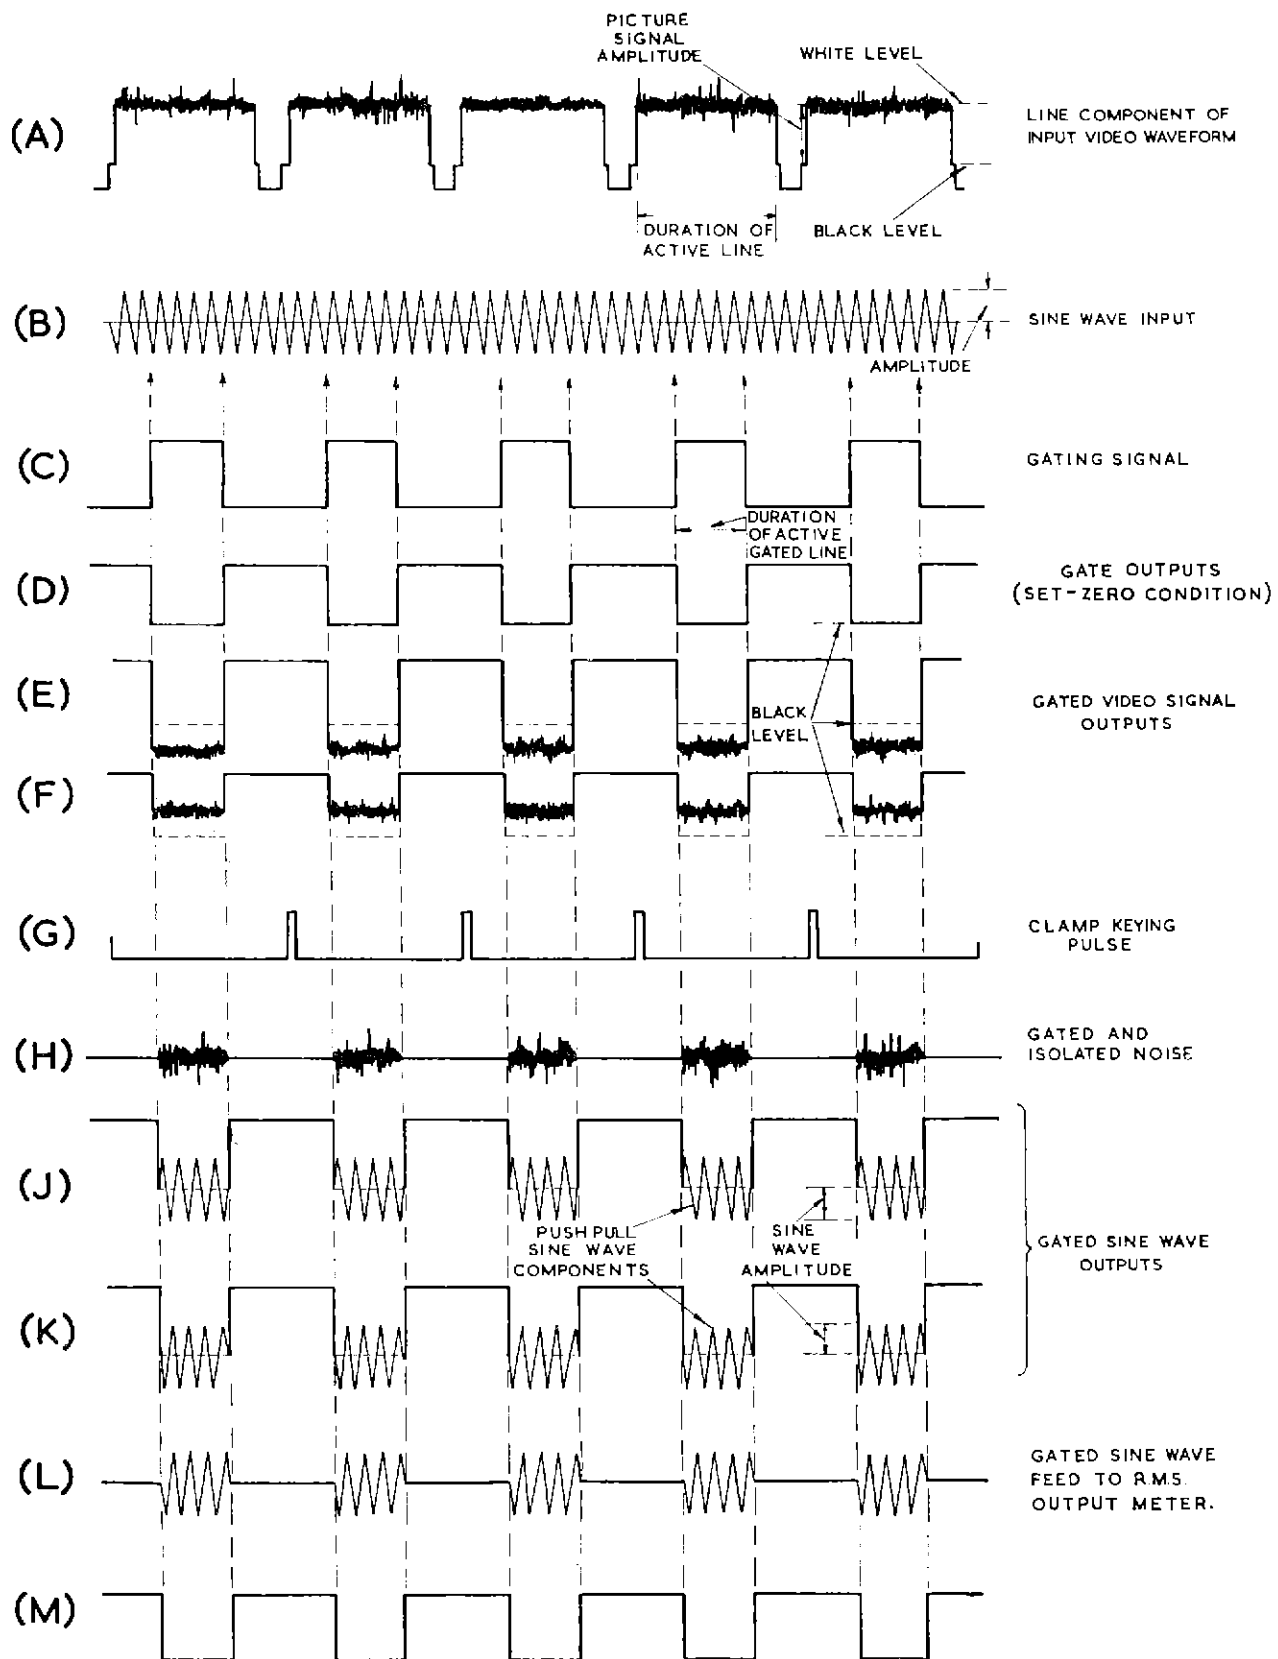 PICTURE
SIGNAL
AMPLITUDE
WHITE LEVEL
(A)
LINE COMPONENT OF
INPUT VIDEO WAVEFORM
DURATION OF
ACTIVE LINE
BLACK LEVEL
(B)
SINE WAVE INPUT
AMPLITUDE
(C)
GATING SIGNAL
DURATION
OF ACTIVE
GATED LINE
(D)
GATE OUTPUTS
(SET-ZERO CONDITION)
(E)
BLACK
LEVEL
GATED VIDEO SIGNAL
OUTPUTS
(F)
(G)
CLAMP KEYING
PULSE
(H)
GATED AND
ISOLATED NOISE
(J)
PUSH PULL
SINE WAVE
COMPONENTS
SINE
WAVE
AMPLITUDE
GATED SINE WAVE
OUTPUTS
(K)
(L)
GATED SINE WAVE
FEED TO R.M.S.
OUTPUT METER.
(M)